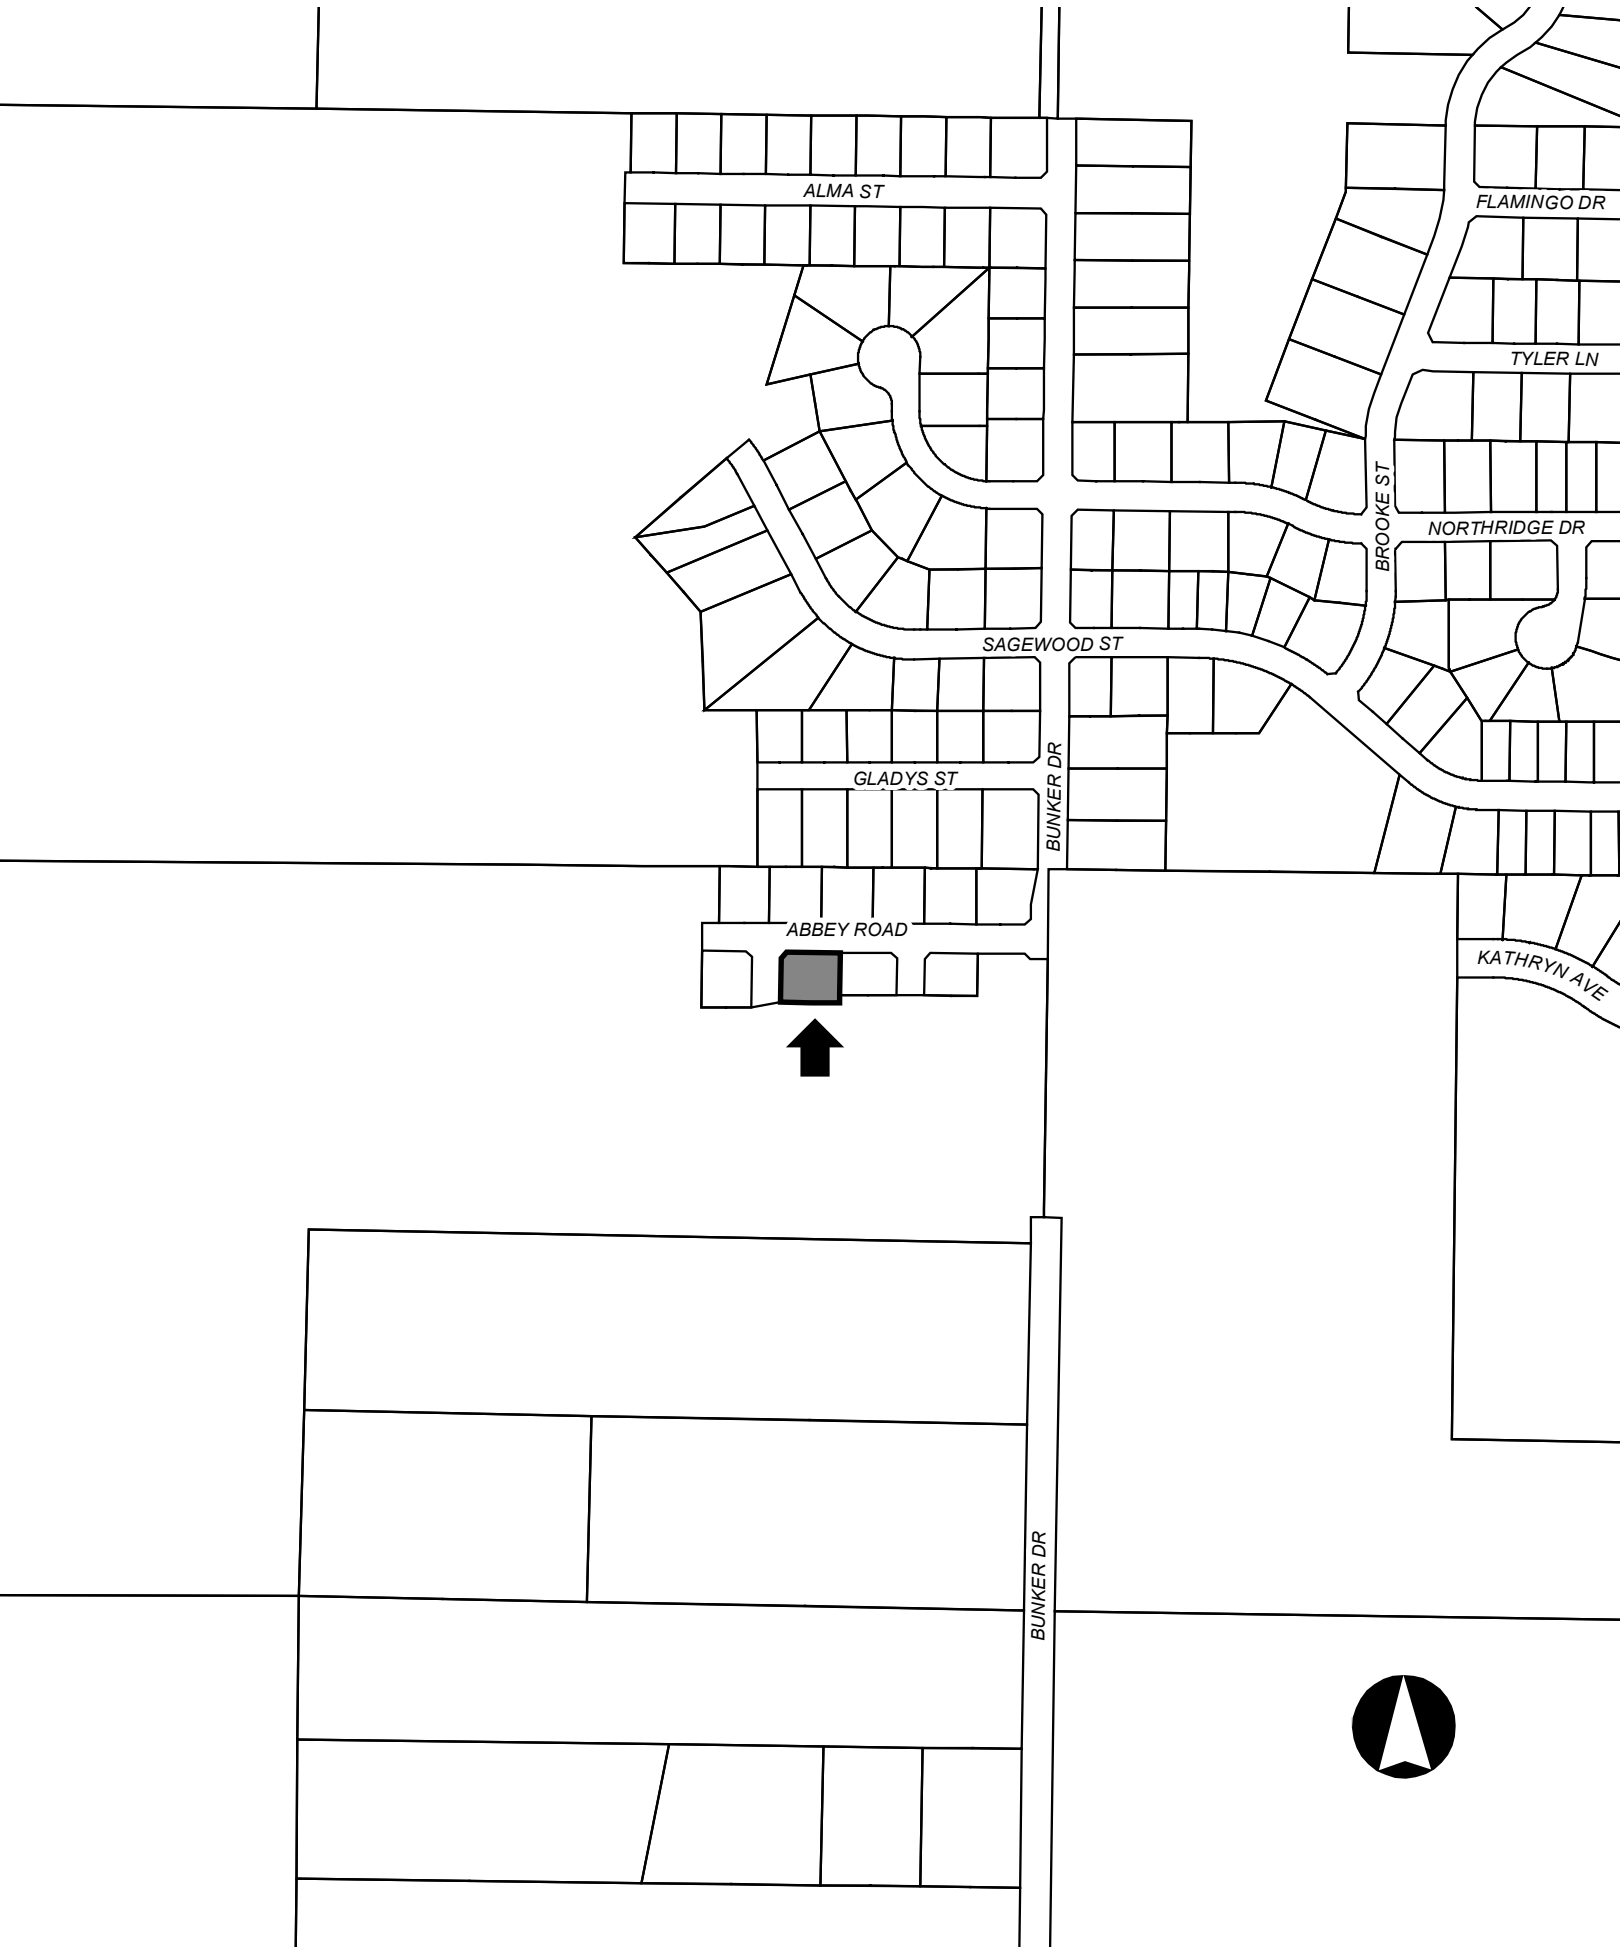 ALMA ST
FLAMINGO DR
TYLER LN
BROOKE ST
NORTHRIDGE DR
SAGEWOOD ST
BUNKER DR
GLADYS ST
ABBEY ROAD
KATHRYN AVE
BUNKER DR